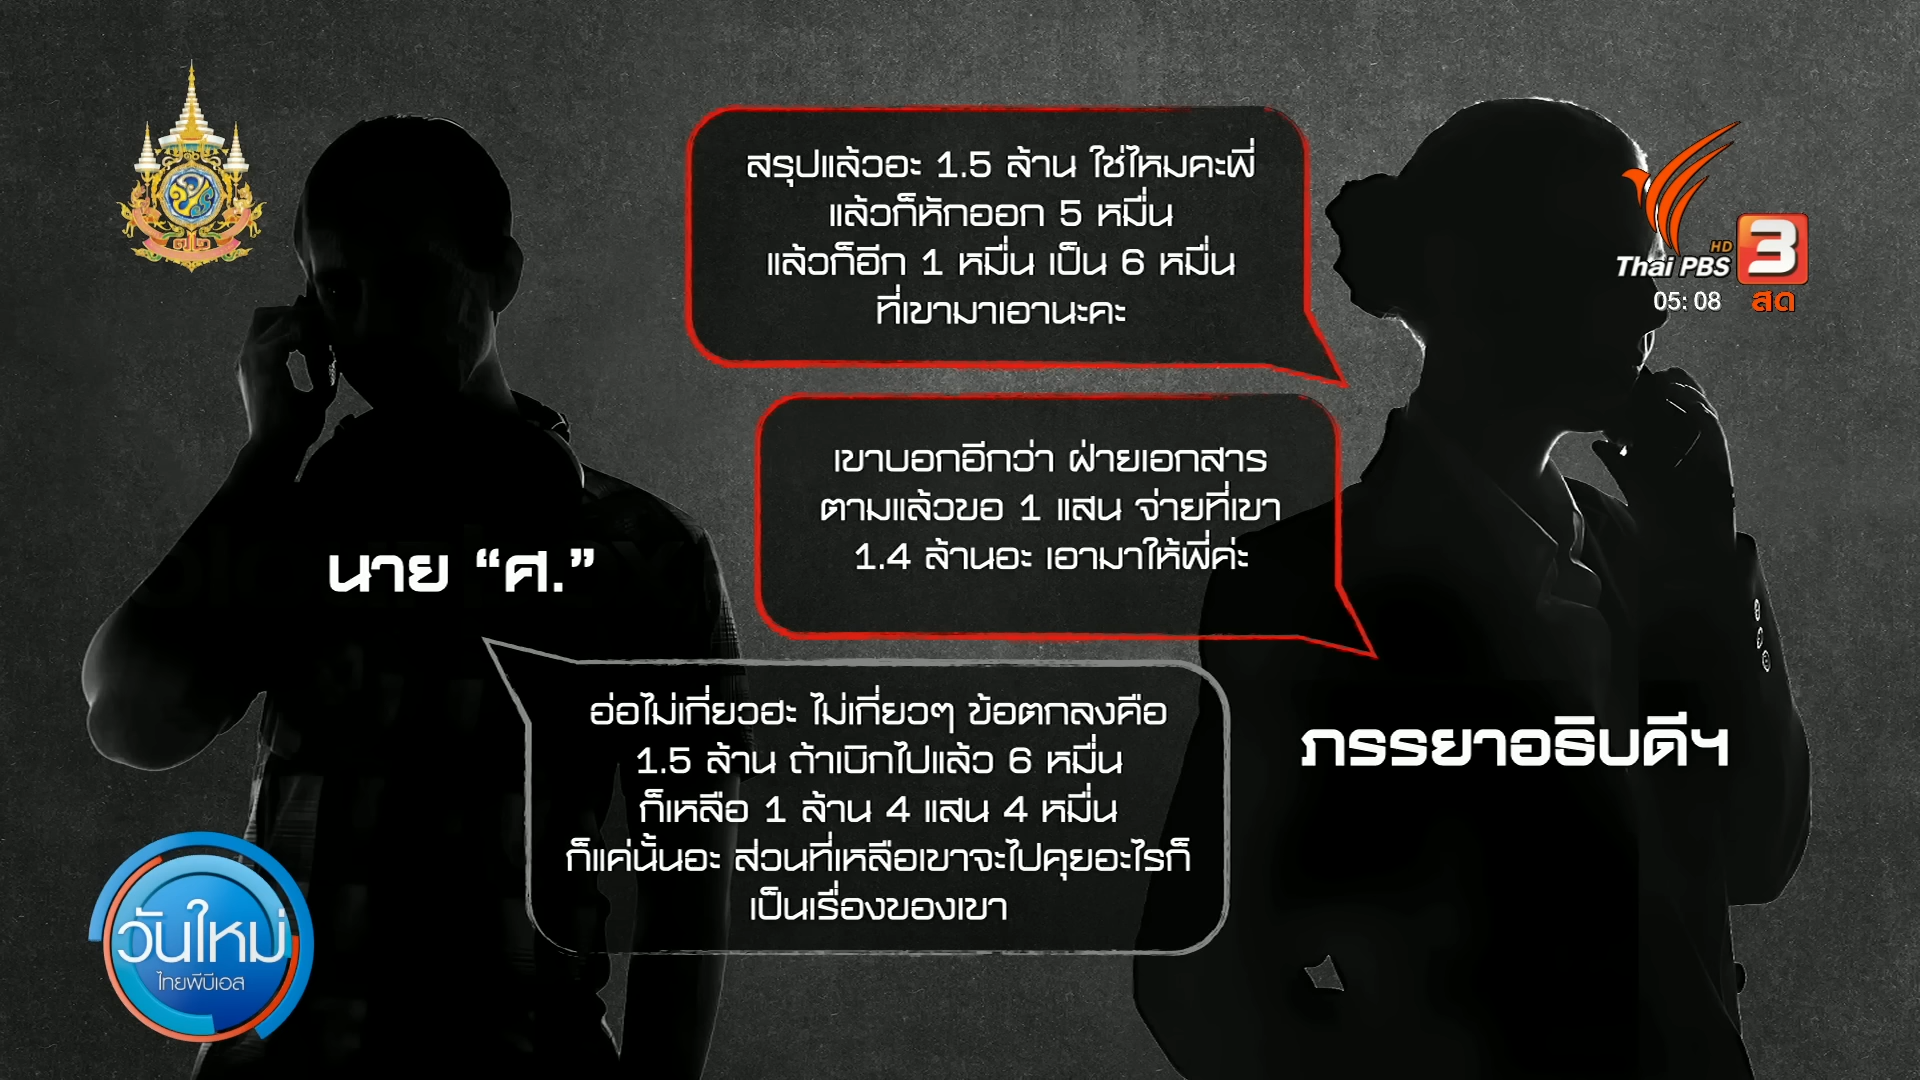 สรุปแล้วอะ 1.5 ล้าน ใช่ไหมคะพี่
แล้วก็หักออก 5 หมื่น
แล้วก็อีก 1 หมื่น เป็น 6 หมื่น
ที่เขามาเอานะคะ
HD
Thai PBS 3
05:08 สด
เขาบอกอีกว่า ฝ่ายเอกสาร
ตามแล้วขอ 1 แสน จ่ายที่เขา
1.4 ล้านอะ เอามาให้พี่ค่ะ
นาย “ศ.”
อ่อไม่เกี่ยวฮะ ไม่เกี่ยวๆ ข้อตกลงคือ
1.5 ล้าน ถ้าเบิกไปแล้ว 6 หมื่น
ก็เหลือ 1 ล้าน 4 แสน 4 หมื่น
ก็แค่นั้นอะ ส่วนที่เหลือเขาจะไปคุยอะไรก็
เป็นเรื่องของเขา
ภรรยาอธิบดีฯ
วันใหม่
ไทยพีบีเอส